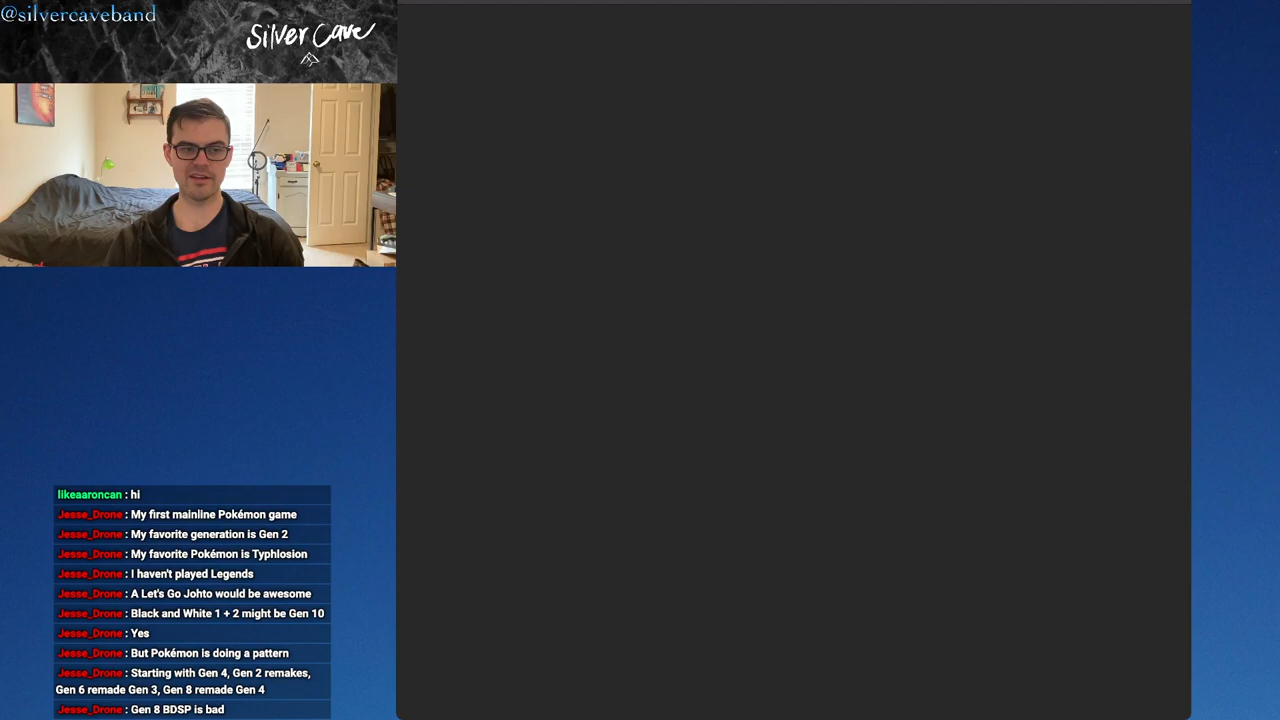 @silvercaveband
Silver Cave
likeaaroncan : hi
Jesse_Drone : My first mainline Pokémon game
Jesse_Drone : My favorite generation is Gen 2
Jesse_Drone : My favorite Pokémon is Typhlosion
Jesse_Drone : I haven't played Legends
Jesse_Drone : A Let's Go Johto would be awesome
Jesse_Drone : Black and White 1 + 2 might be Gen 10
Jesse_Drone : Yes
Jesse_Drone : But Pokémon is doing a pattern
Jesse_Drone : Starting with Gen 4, Gen 2 remakes,
Gen 6 remade Gen 3, Gen 8 remade Gen 4
Jesse_Drone : Gen 8 BDSP is bad